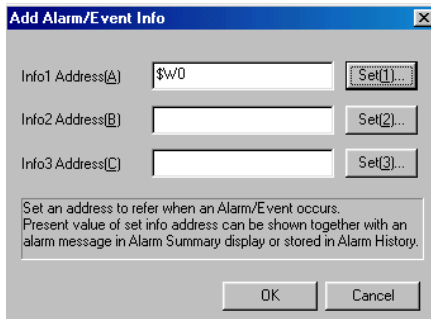 Add Alarm/Event Info
Info1 Address(A) $W0 Set(1)...
Info2 Address(B) Set(2)...
Info3 Address(C) Set(3)...
Set an address to refer when an Alarm/Event occurs.
Present value of set info address can be shown together with an
alarm message in Alarm Summary display or stored in Alarm History.
OK Cancel